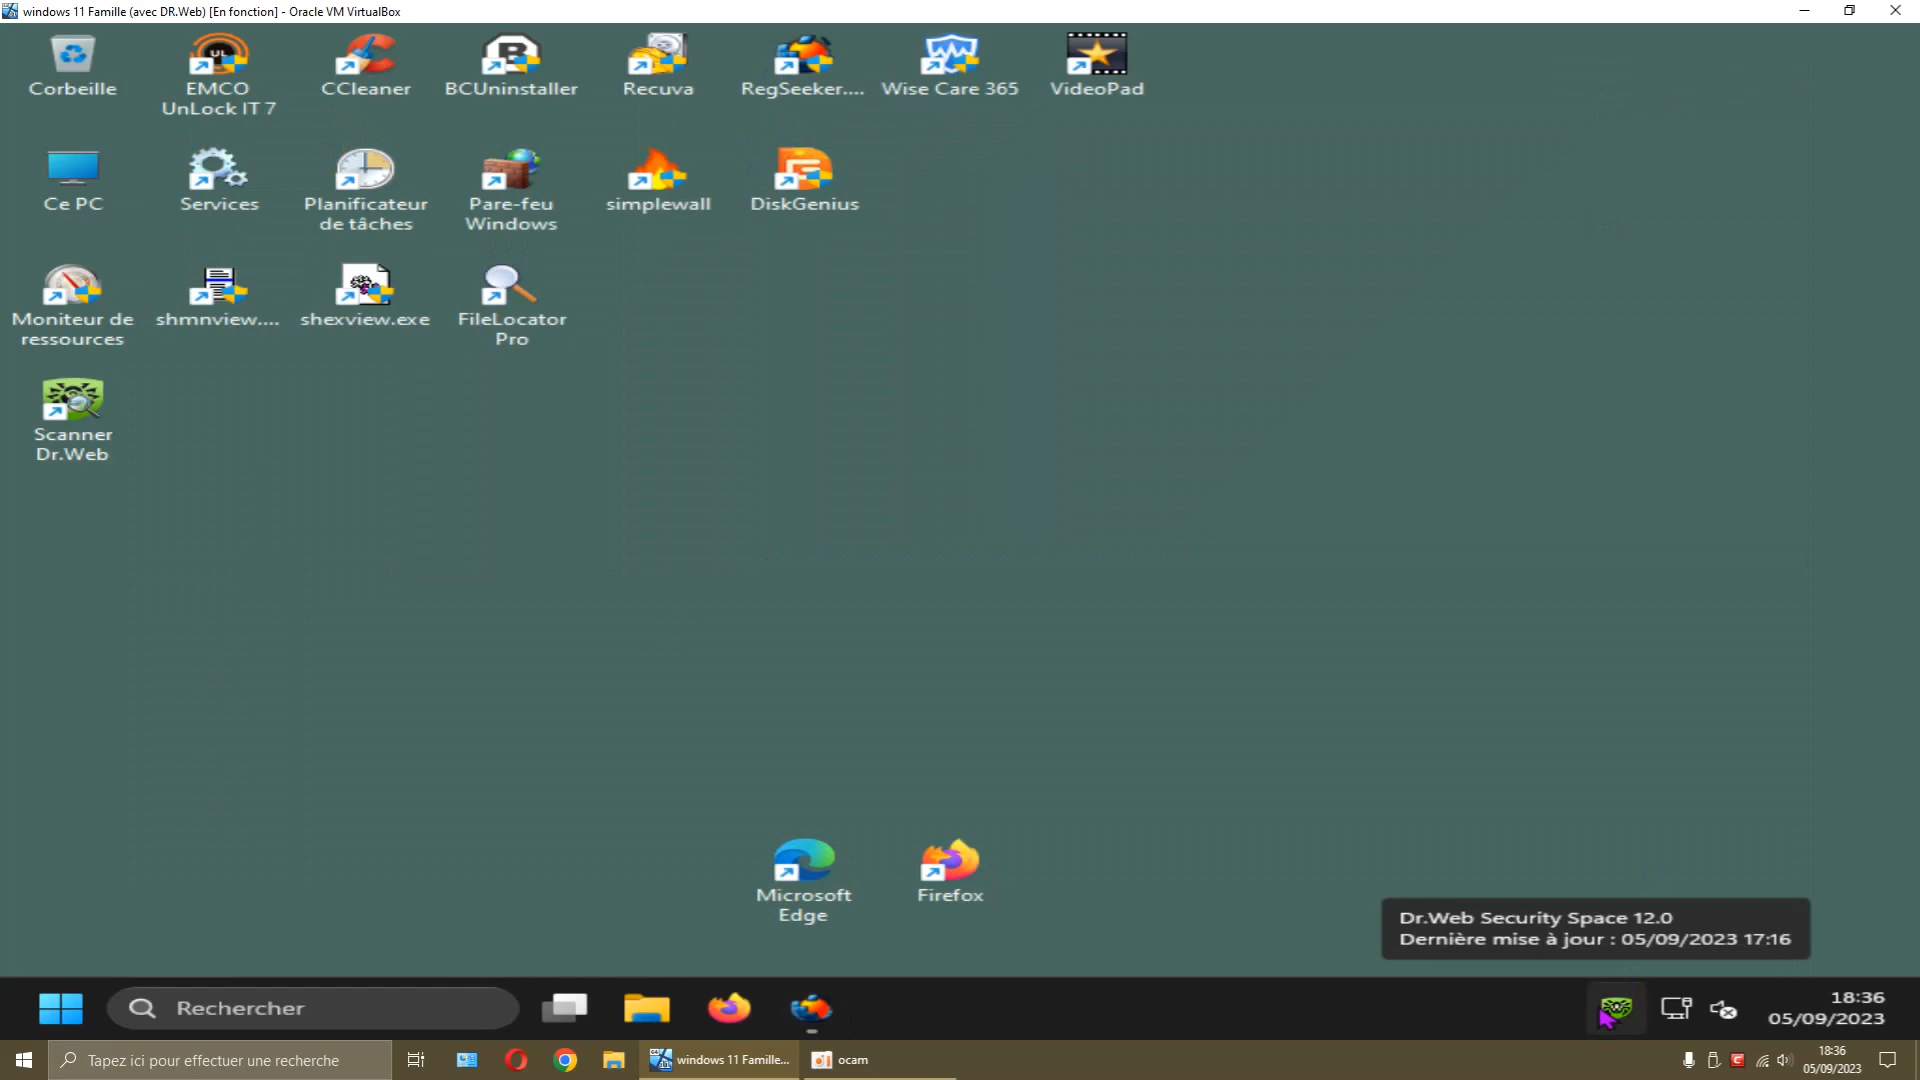 windows 11 Famille (avec DR.Web) [En fonction] - Oracle VM VirtualBox
Corbeille
EMCO
UnLock IT 7
CCleaner
BCUninstaller
Recuva
RegSeeker....
Wise Care 365
VideoPad
Ce PC
Services
Planificateur
de tâches
Pare-feu
Windows
simplewall
DiskGenius
Moniteur de
ressources
shmnview....
shexview.exe
FileLocator
Pro
Scanner
Dr.Web
Microsoft
Edge
Firefox
Dr.Web Security Space 12.0
Dernière mise à jour : 05/09/2023 17:16
Rechercher
18:36
05/09/2023
Tapez ici pour effectuer une recherche
windows 11 Famille...
ocam
18:36
05/09/2023